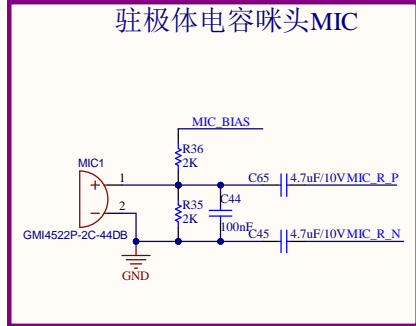 驻极体电容咪头MIC
MIC_BIAS
R36
2K
MIC1
1
2
GMI4522P-2C-44DB
R35
2K
C44
100nF
C65
4.7uF/10V
MIC_R_P
C45
4.7uF/10V
MIC_R_N
GND